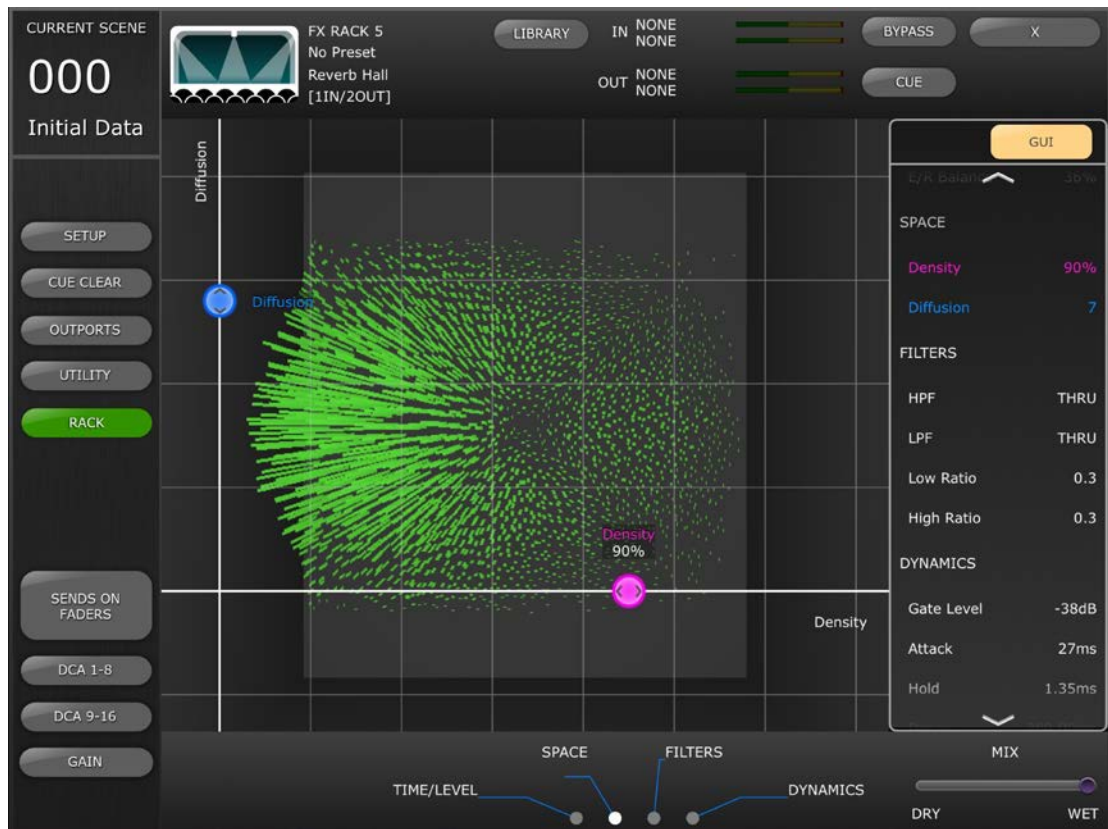 CURRENT SCENE
000
Initial Data
SETUP
CUE CLEAR
OUTPORTS
UTILITY
RACK
SENDS ON
FADERS
DCA 1-8
DCA 9-16
GAIN
FX RACK 5
No Preset
Reverb Hall
[1IN/2OUT]
LIBRARY
IN NONE
NONE
OUT NONE
NONE
BYPASS
X
CUE
Diffusion
Diffusion
Density
90%
Density
GUI
E/R Balan 36%
SPACE
Density 90%
Diffusion 7
FILTERS
HPF THRU
LPF THRU
Low Ratio 0.3
High Ratio 0.3
DYNAMICS
Gate Level -38dB
Attack 27ms
Hold 1.35ms
SPACE
FILTERS
TIME/LEVEL
DYNAMICS
MIX
DRY WET